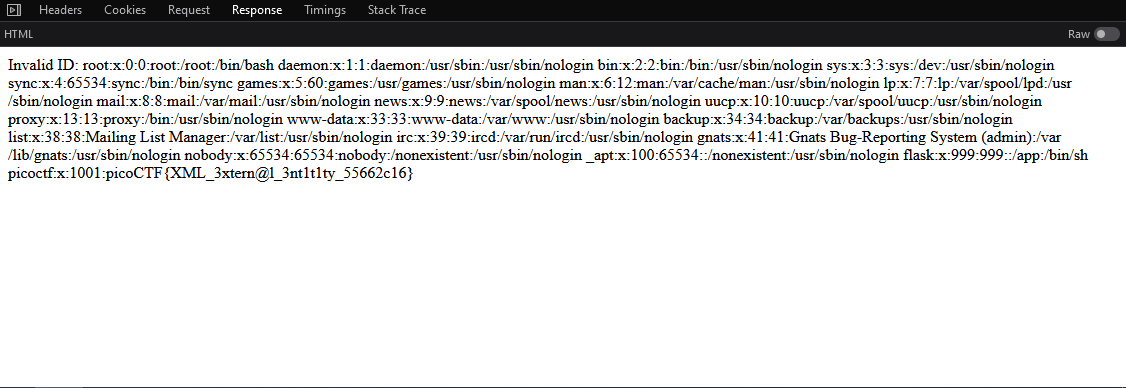 Headers Cookies Request Response Timings Stack Trace
HTML Raw
Invalid ID: root:x:0:0:root:/root:/bin/bash daemon:x:1:1:daemon:/usr/sbin:/usr/sbin/nologin bin:x:2:2:bin:/bin:/usr/sbin/nologin sys:x:3:3:sys:/dev:/usr/sbin/nologin
sync:x:4:65534:sync:/bin:/bin/sync games:x:5:60:games:/usr/games:/usr/sbin/nologin man:x:6:12:man:/var/cache/man:/usr/sbin/nologin lp:x:7:7:lp:/var/spool/lpd:/usr
/sbin/nologin mail:x:8:8:mail:/var/mail:/usr/sbin/nologin news:x:9:9:news:/var/spool/news:/usr/sbin/nologin uucp:x:10:10:uucp:/var/spool/uucp:/usr/sbin/nologin
proxy:x:13:13:proxy:/bin:/usr/sbin/nologin www-data:x:33:33:www-data:/var/www:/usr/sbin/nologin backup:x:34:34:backup:/var/backups:/usr/sbin/nologin
list:x:38:38:Mailing List Manager:/var/list:/usr/sbin/nologin irc:x:39:39:ircd:/var/run/ircd:/usr/sbin/nologin gnats:x:41:41:Gnats Bug-Reporting System (admin):/var
/lib/gnats:/usr/sbin/nologin nobody:x:65534:65534:nobody:/nonexistent:/usr/sbin/nologin _apt:x:100:65534::/nonexistent:/usr/sbin/nologin flask:x:999:999::/app:/bin/sh
picoctf:x:1001:picoCTF{XML_3xtern@l_3nt1t1ty_55662c16}